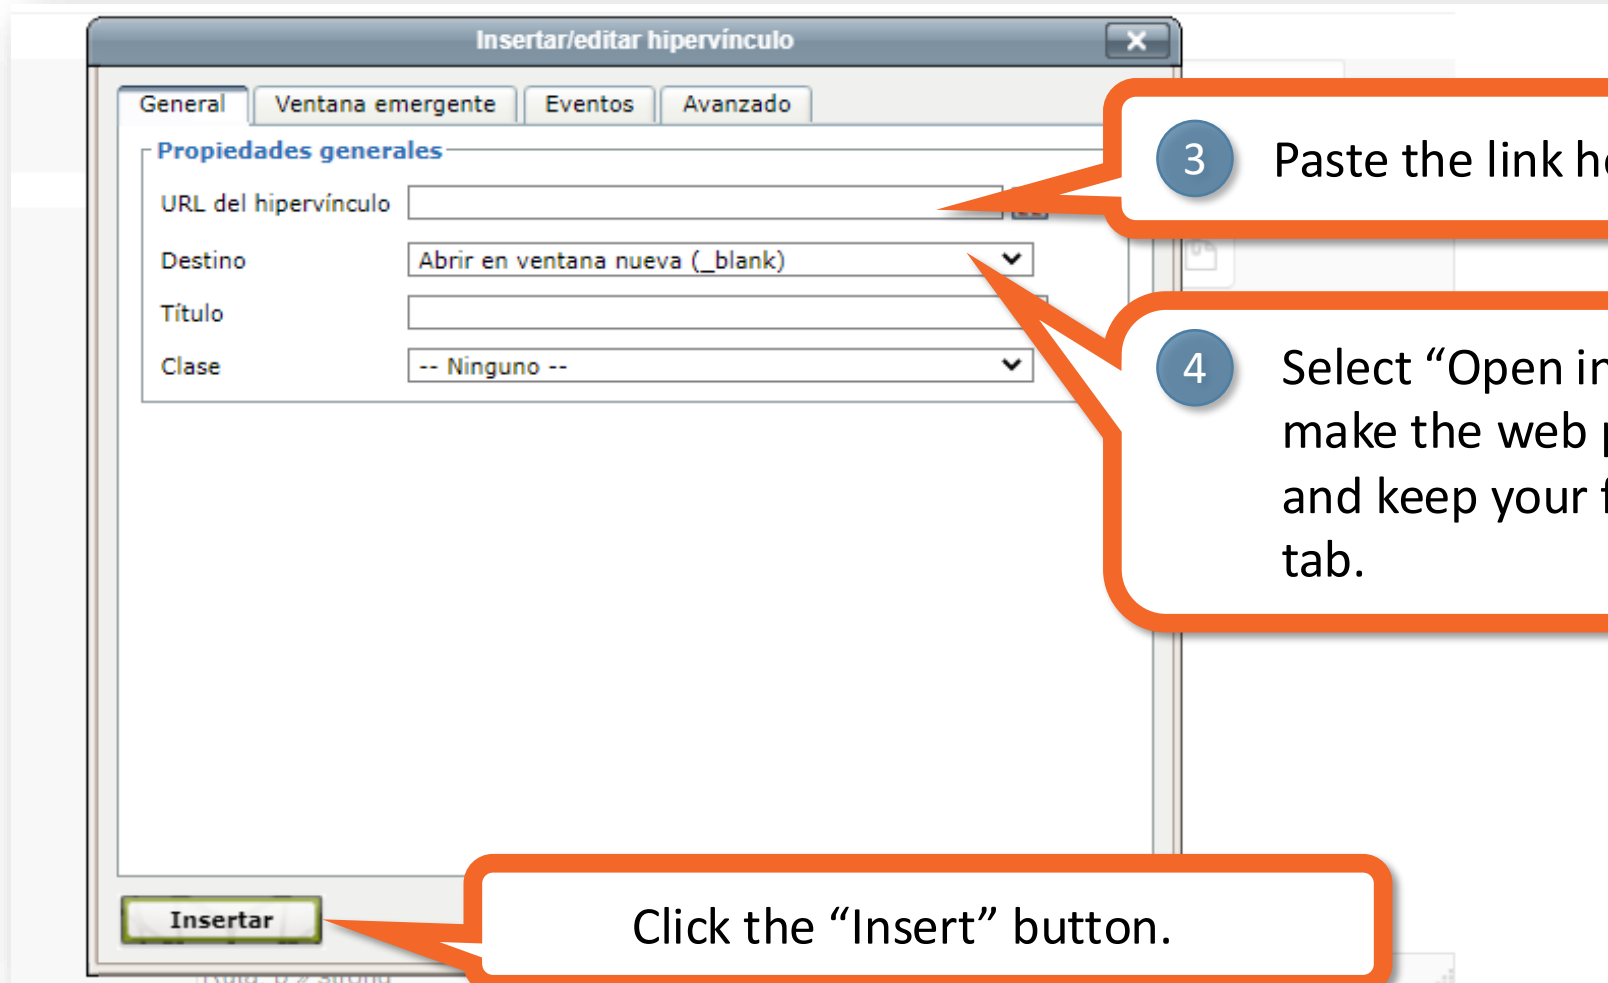 Insertar/editar hipervínculo
General Ventana emergente Eventos Avanzado
Propiedades generales
URL del hipervínculo
Destino Abrir en ventana nueva (_blank)
Título
Clase -- Ninguno --
3 Paste the link
4 Select “Open
make the web
and keep your
tab.
Insertar
Click the “Insert” button.